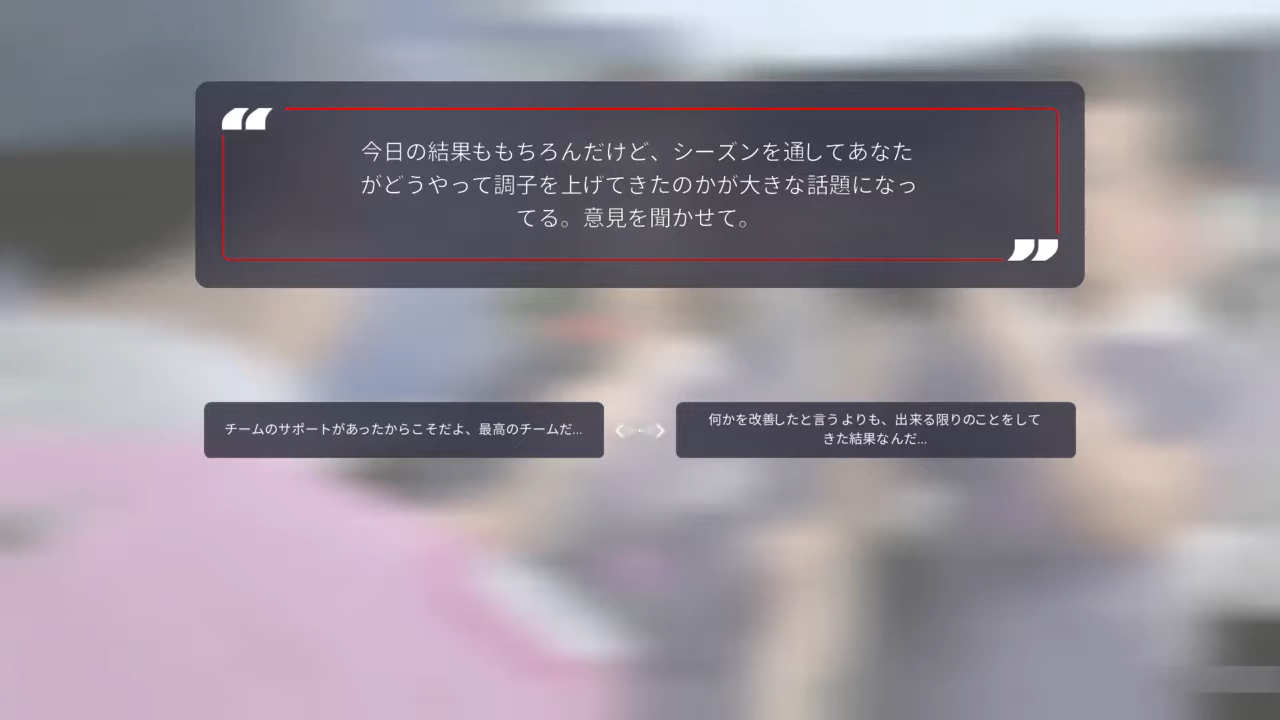 今日の結果ももちろんだけど、シーズンを通してあなた
がどうやって調子を上げてきたのかが大きな話題になっ
てる。意見を聞かせて。
チームのサポートがあったからこそだよ、最高のチームだ...
何かを改善したと言うよりも、出来る限りのことをして
きた結果なんだ...